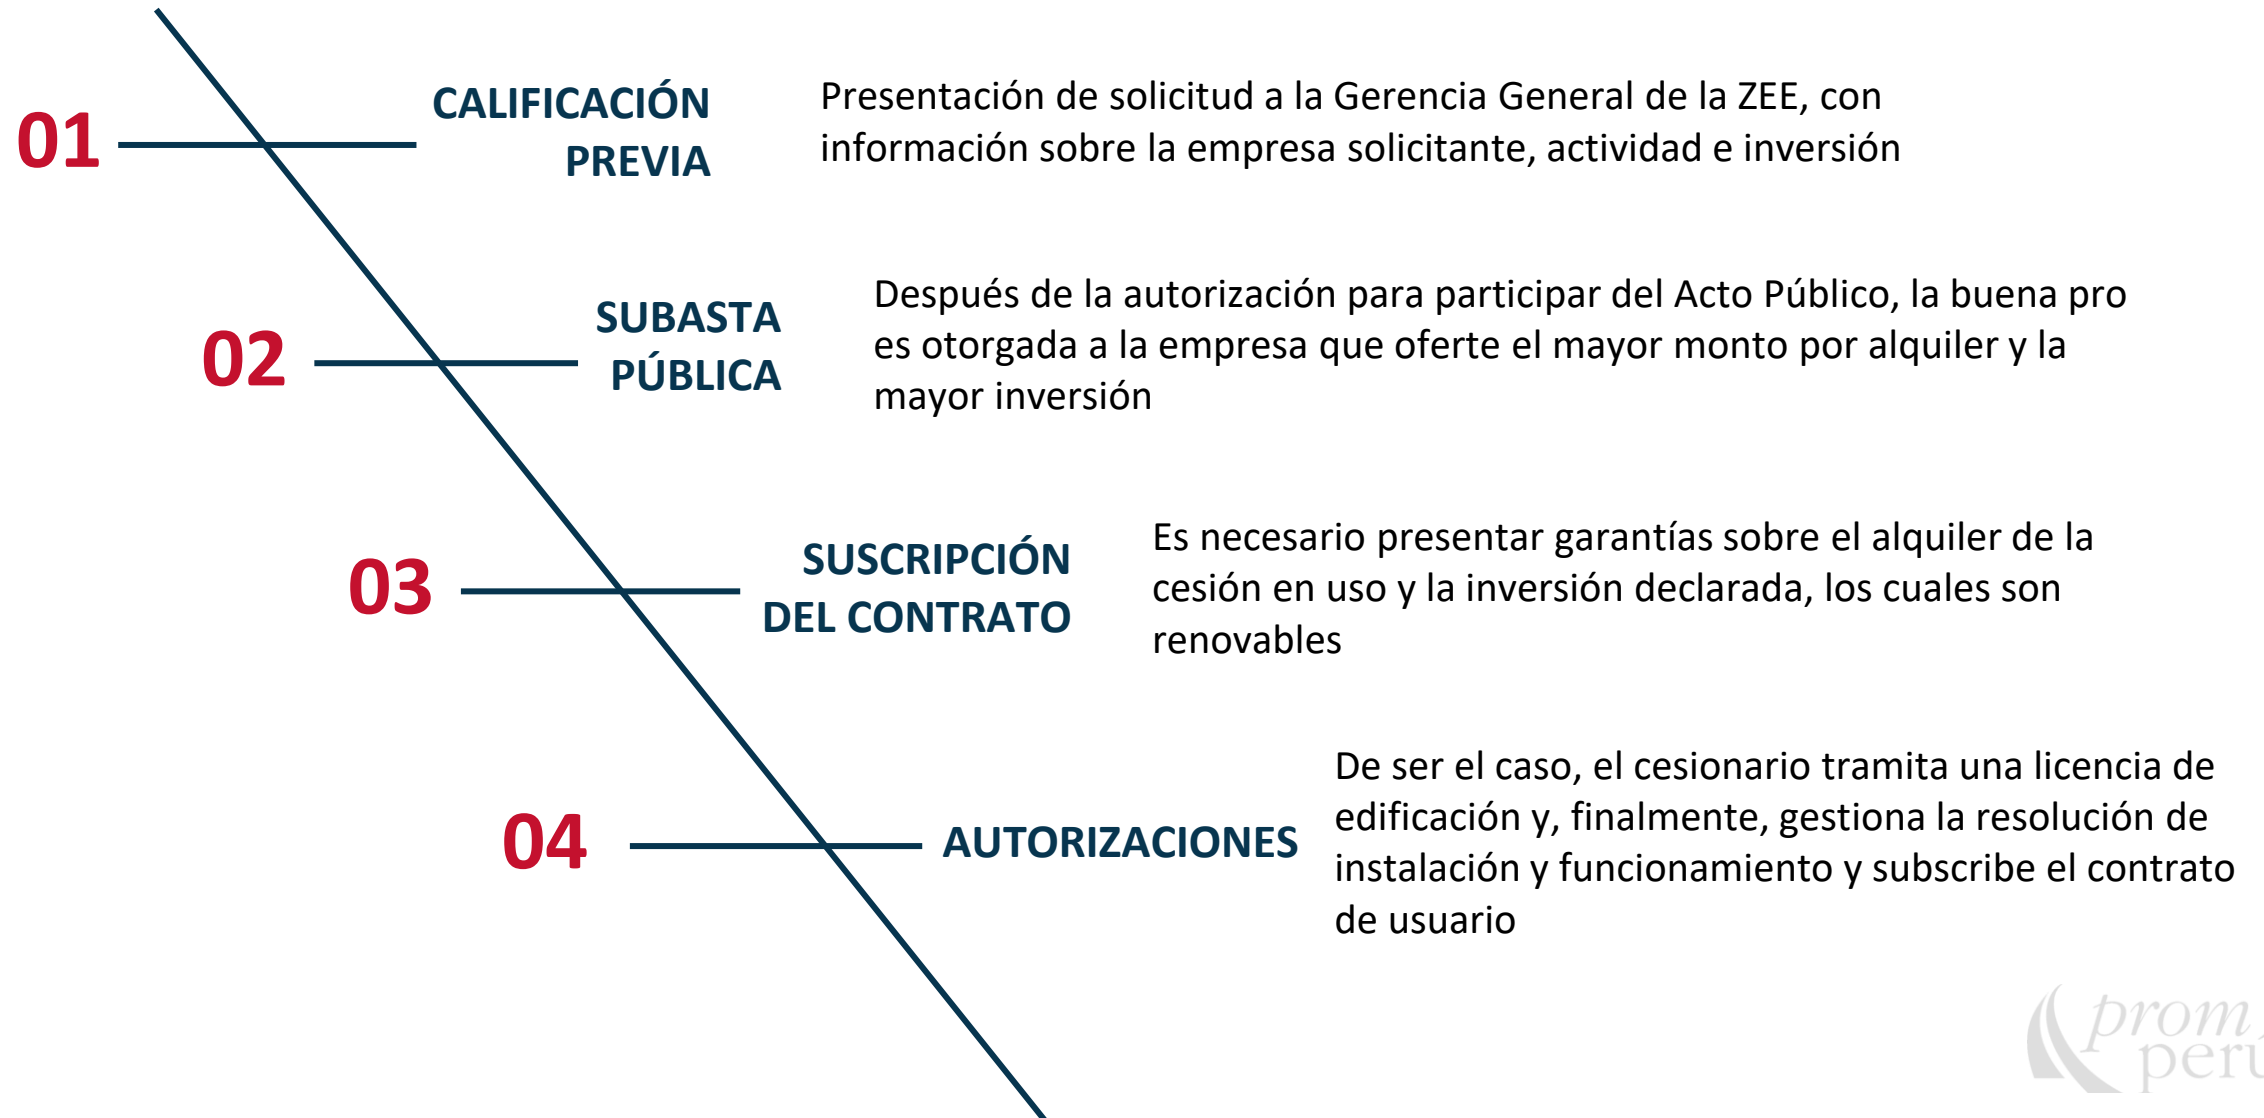 01
CALIFICACIÓN
PREVIA
Presentación de solicitud a la Gerencia General de la ZEE, con
información sobre la empresa solicitante, actividad e inversión
02
SUBASTA
PÚBLICA
Después de la autorización para participar del Acto Público, la buena pro
es otorgada a la empresa que oferte el mayor monto por alquiler y la
mayor inversión
03
SUSCRIPCIÓN
DEL CONTRATO
Es necesario presentar garantías sobre el alquiler de la
cesión en uso y la inversión declarada, los cuales son
renovables
04
AUTORIZACIONES
De ser el caso, el cesionario tramita una licencia de
edificación y, finalmente, gestiona la resolución de
instalación y funcionamiento y subscribe el contrato
de usuario
prom
perú